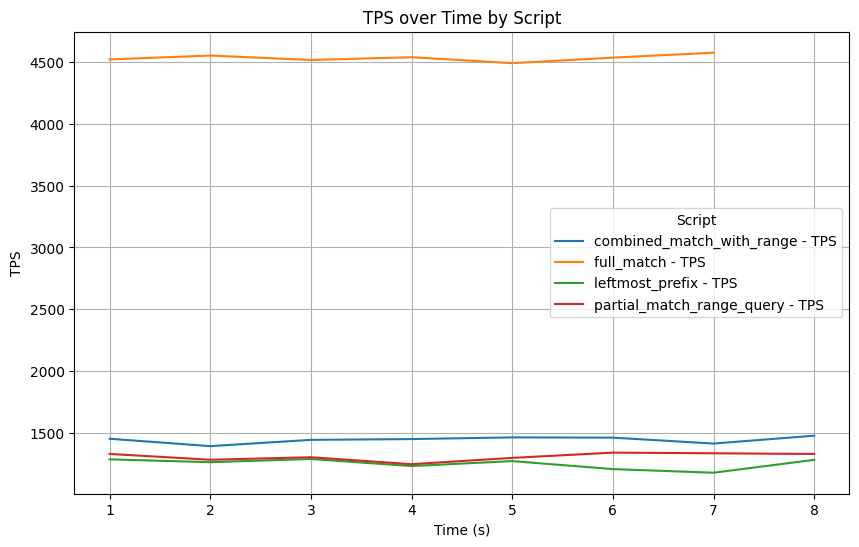 TPS over Time by Script
4500
4000
3500
3000
2500
2000
1500
TPS
Script
combined_match_with_range - TPS
full_match - TPS
leftmost_prefix - TPS
partial_match_range_query - TPS
1 2 3 4 5 6 7 8
Time (s)